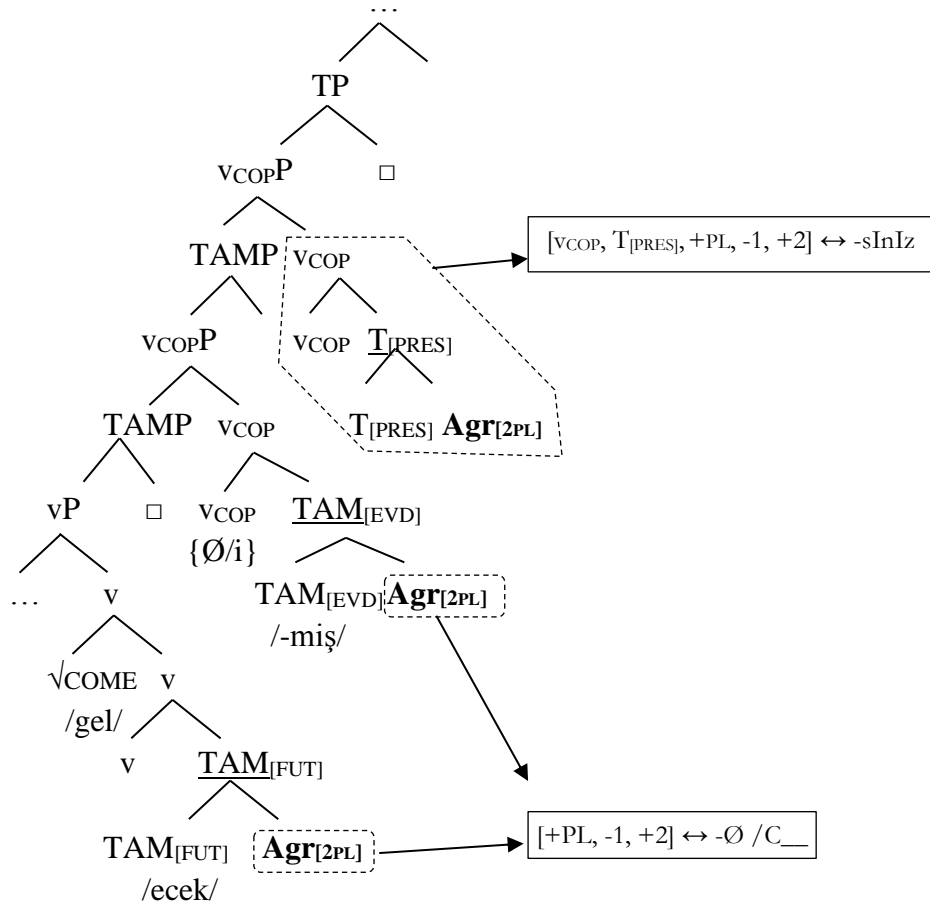 …
TP
vCOPP □
[vCOP, T[PRES], +PL, -1, +2] ↔ -sInIz
TAMP vCOP
vCOPP vCOP T[PRES]
TAMP vCOP T[PRES] Agr[2PL]
vP □ vCOP TAM[EVD]
{Ø/i}
… v TAM[EVD] Agr[2PL]
/-miş/
√COME v
/gel/
v TAM[FUT]
TAM[FUT] Agr[2PL] [+PL, -1, +2] ↔ -Ø /C__
/ecek/